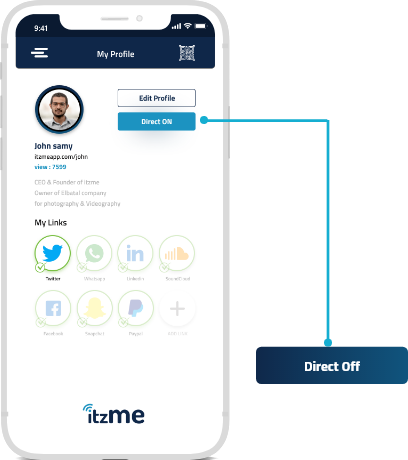 9:41
My Profile
Edit Profile
Direct ON
John samy
itzmeapp.com/john
view : 7599
CEO & Founder of Itzme
Owner of ElBatal company
for photography & Videography
My Links
Twitter
Whatsapp
Linkedin
SoundCloud
Facebook
Snapchat
Paypal
Direct Off
itzme